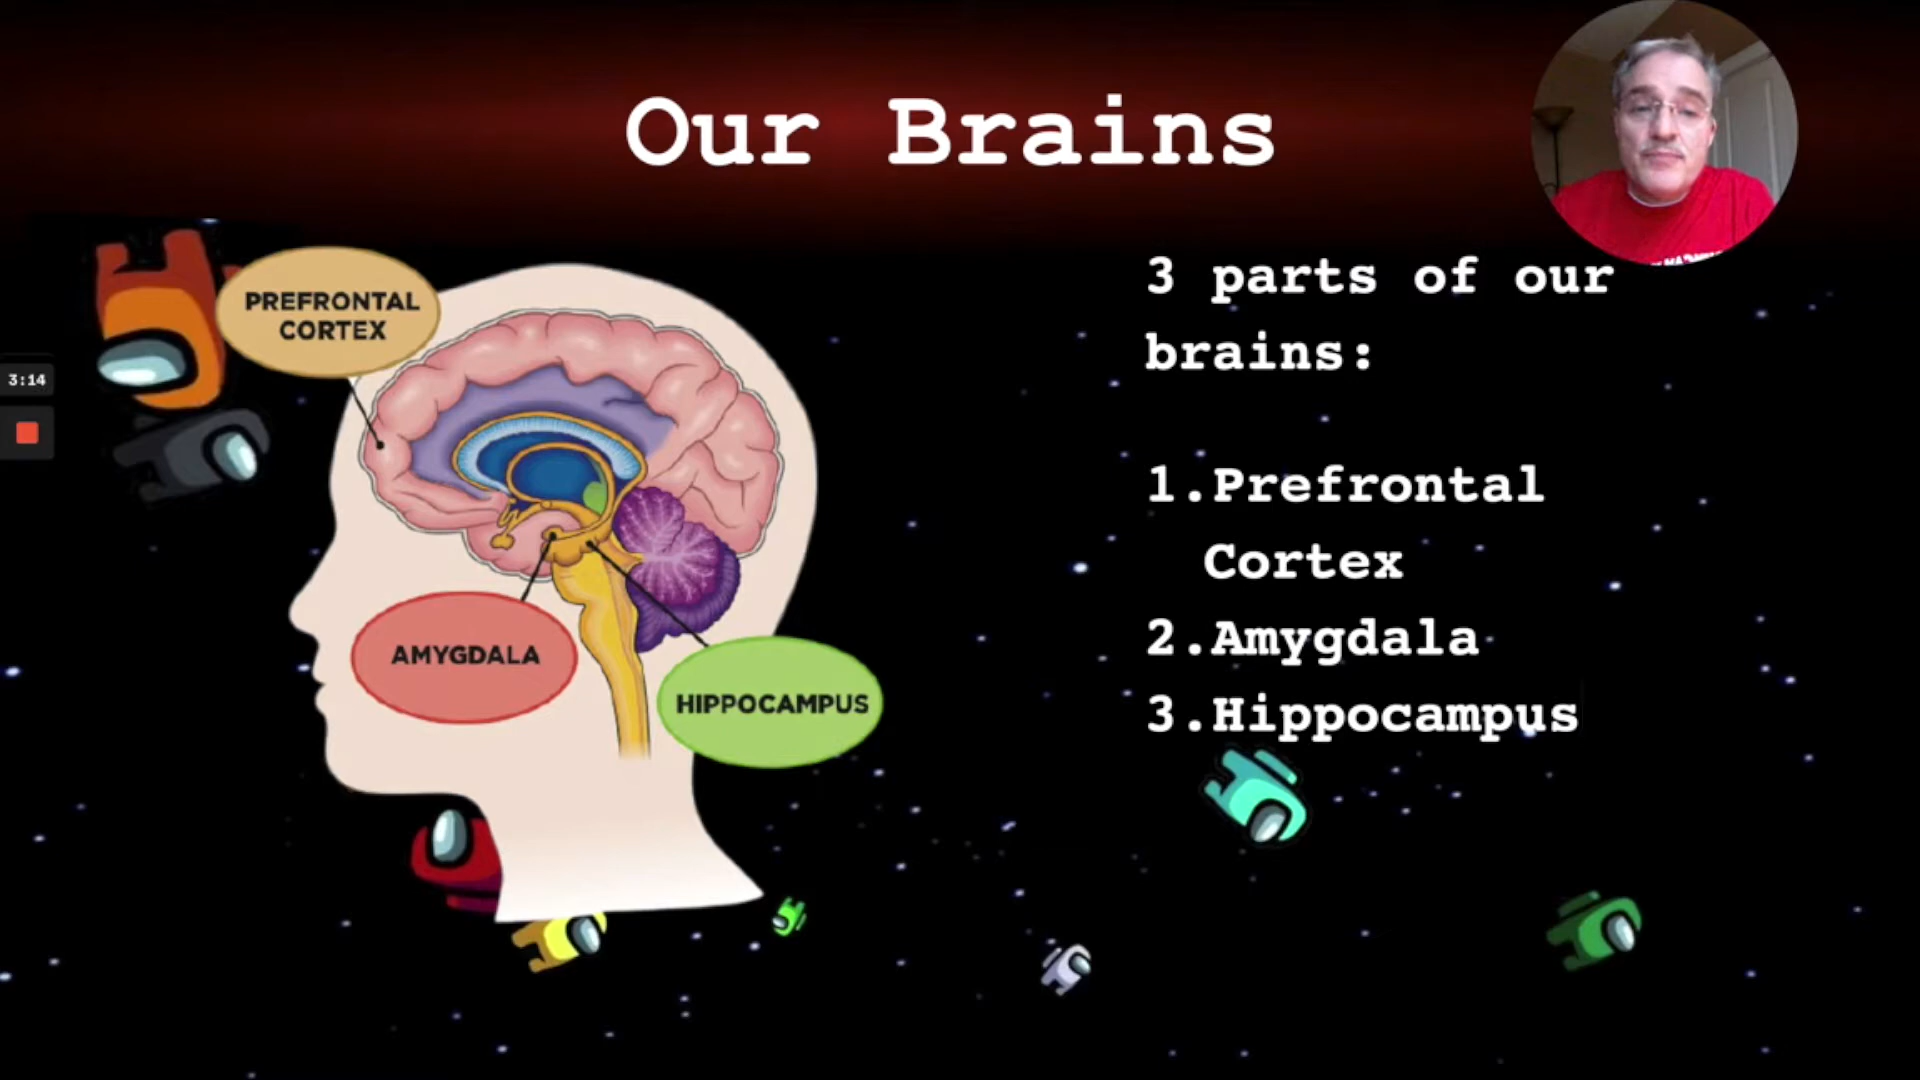 Our Brains
PREFRONTAL
CORTEX
3:14
AMYGDALA
HIPPOCAMPUS
3 parts of our
brains:
1.Prefrontal
Cortex
2.Amygdala
3.Hippocampus